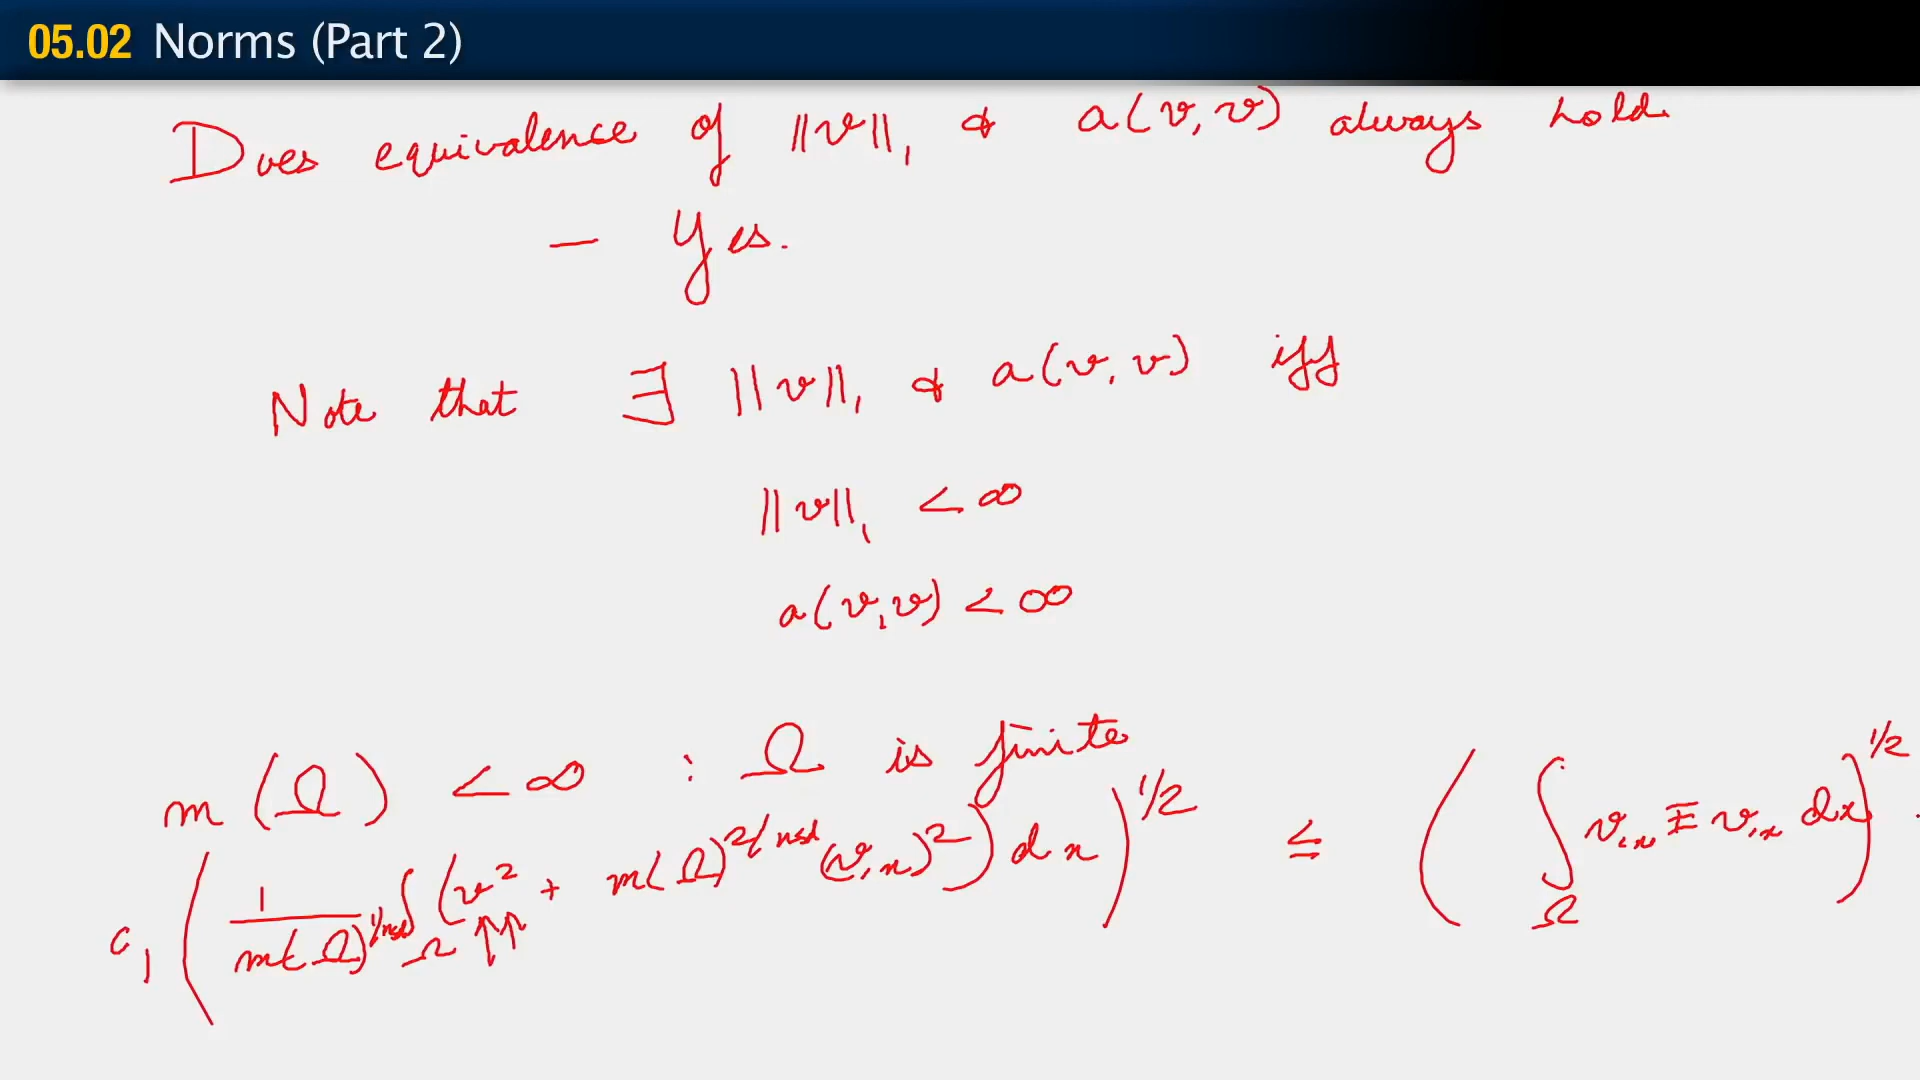 05.02 Norms (Part 2)
Does equivalence of ||v||₁ & a(v,v) always hold.
— Yes.
Note that ∃ ||v||₁ & a(v,v) iff
||v||₁ < ∞
a(v,v) < ∞
m(Ω) < ∞ : Ω is finite
c₁ ( 1/m(Ω)^{1/nsd} ∫_Ω (v² + m(Ω)^{2/nsd} (v,x)²) dx )^{1/2} ≤ ( ∫_Ω v,x E v,x dx )^{1/2}